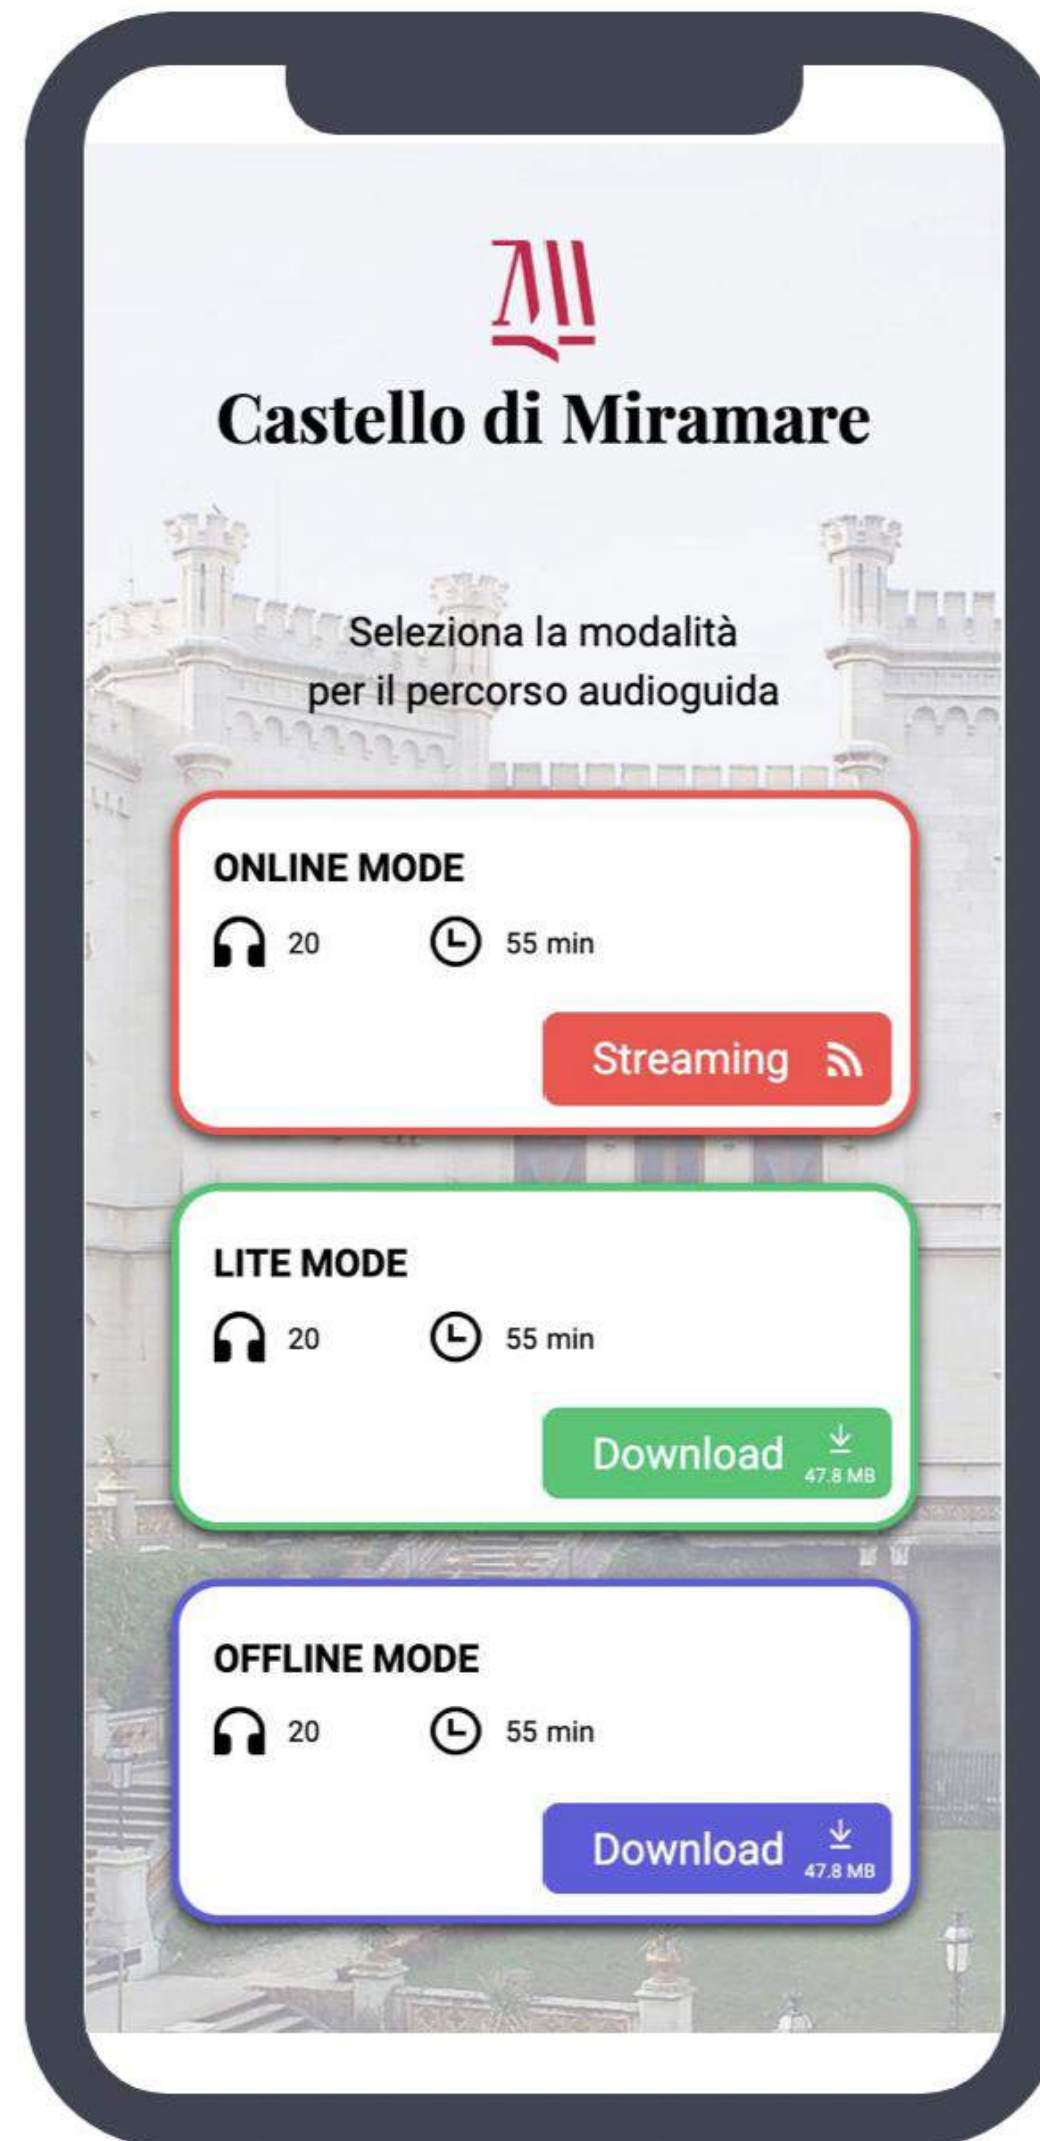 Castello di Miramare
Seleziona la modalità
per il percorso audioguida
ONLINE MODE
20 55 min
Streaming
LITE MODE
20 55 min
Download
47.8 MB
OFFLINE MODE
20 55 min
Download
47.8 MB